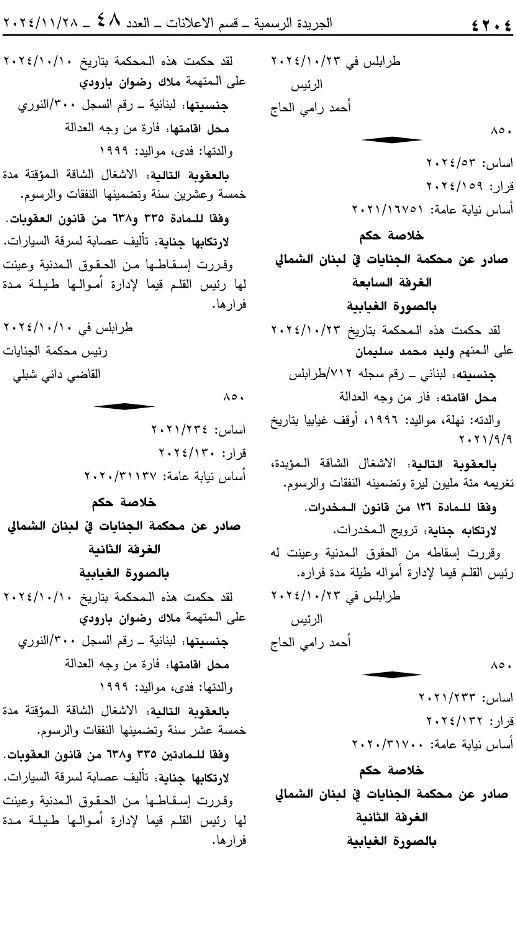 ٤٢٠٤
الجريدة الرسمية ــ قسم الاعلانات ــ العدد ٤٨ ــ ٢٠٢٤/١١/٢٨
طرابلس في ٢٠٢٤/١٠/٢٣
الرئيس
أحمد رامي الحاج
٨٥٠
اساس: ٢٠٢٤/٥٣
قرار: ٢٠٢٤/١٥٩
أساس نيابة عامة: ٢٠٢١/١٦٧٥١
خلاصة حكم
صادر عن محكمة الجنايات في لبنان الشمالي
الغرفة السابعة
بالصورة الغيابية
لقد حكمت هذه المحكمة بتاريخ ٢٠٢٤/١٠/٢٣
على المتهم وليد محمد سليمان
جنسيته: لبناني ــ رقم سجله ٧١٢/طرابلس
محل اقامته: فار من وجه العدالة
والدته: نهلة، مواليد: ١٩٩٦، أوقف غيابيا بتاريخ
٢٠٢١/٩/٩
بالعقوبة التالية: الاشغال الشاقة المؤبدة،
تغريمه مئة مليون ليرة وتضمينه النفقات والرسوم.
وفقا للمادة ١٢٦ من قانون المخدرات.
لارتكابه جناية: ترويج المخدرات.
وقررت إسقاطه من الحقوق المدنية وعينت له
رئيس القلم قيما لإدارة أمواله طيلة مدة فراره.
طرابلس في ٢٠٢٤/١٠/٢٣
الرئيس
أحمد رامي الحاج
٨٥٠
اساس: ٢٠٢١/٢٣٣
قرار: ٢٠٢٤/١٣٢
أساس نيابة عامة: ٢٠٢٠/٣١٧٠٠
خلاصة حكم
صادر عن محكمة الجنايات في لبنان الشمالي
الغرفة الثانية
بالصورة الغيابية
لقد حكمت هذه المحكمة بتاريخ ٢٠٢٤/١٠/١٠
على المتهمة ملاك رضوان بارودي
جنسيتها: لبنانية ــ رقم السجل ٣٠٠/النوري
محل اقامتها: فارة من وجه العدالة
والدتها: فدى، مواليد: ١٩٩٩
بالعقوبة التالية: الاشغال الشاقة المؤقتة مدة
خمسة وعشرين سنة وتضمينها النفقات والرسوم.
وفقا للمادة ٣٣٥ و٦٣٨ من قانون العقوبات.
لارتكابها جناية: تأليف عصابة لسرقة السيارات.
وقررت إسقاطها من الحقوق المدنية وعينت
لها رئيس القلم قيما لإدارة أموالها طيلة مدة
فرارها.
طرابلس في ٢٠٢٤/١٠/١٠
رئيس محكمة الجنايات
القاضي داني شبلي
٨٥٠
اساس: ٢٠٢١/٢٣٤
قرار: ٢٠٢٤/١٣٠
أساس نيابة عامة: ٢٠٢٠/٣١١٣٧
خلاصة حكم
صادر عن محكمة الجنايات في لبنان الشمالي
الغرفة الثانية
بالصورة الغيابية
لقد حكمت هذه المحكمة بتاريخ ٢٠٢٤/١٠/١٠
على المتهمة ملاك رضوان بارودي
جنسيتها: لبنانية ــ رقم السجل ٣٠٠/النوري
محل اقامتها: فارة من وجه العدالة
والدتها: فدى، مواليد: ١٩٩٩
بالعقوبة التالية: الاشغال الشاقة المؤقتة مدة
خمسة عشر سنة وتضمينها النفقات والرسوم.
وفقا للمادتين ٣٣٥ و٦٣٨ من قانون العقوبات.
لارتكابها جناية: تأليف عصابة لسرقة السيارات.
وقررت إسقاطها من الحقوق المدنية وعينت
لها رئيس القلم قيما لإدارة أموالها طيلة مدة
فرارها.